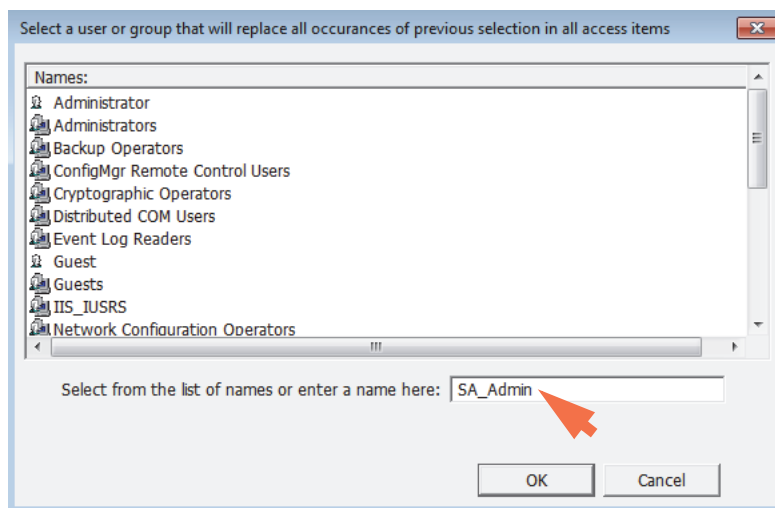 Select a user or group that will replace all occurances of previous selection in all access items
Names:
Administrator
Administrators
Backup Operators
ConfigMgr Remote Control Users
Cryptographic Operators
Distributed COM Users
Event Log Readers
Guest
Guests
IIS_IUSRS
Network Configuration Operators
Select from the list of names or enter a name here: SA_Admin
OK Cancel